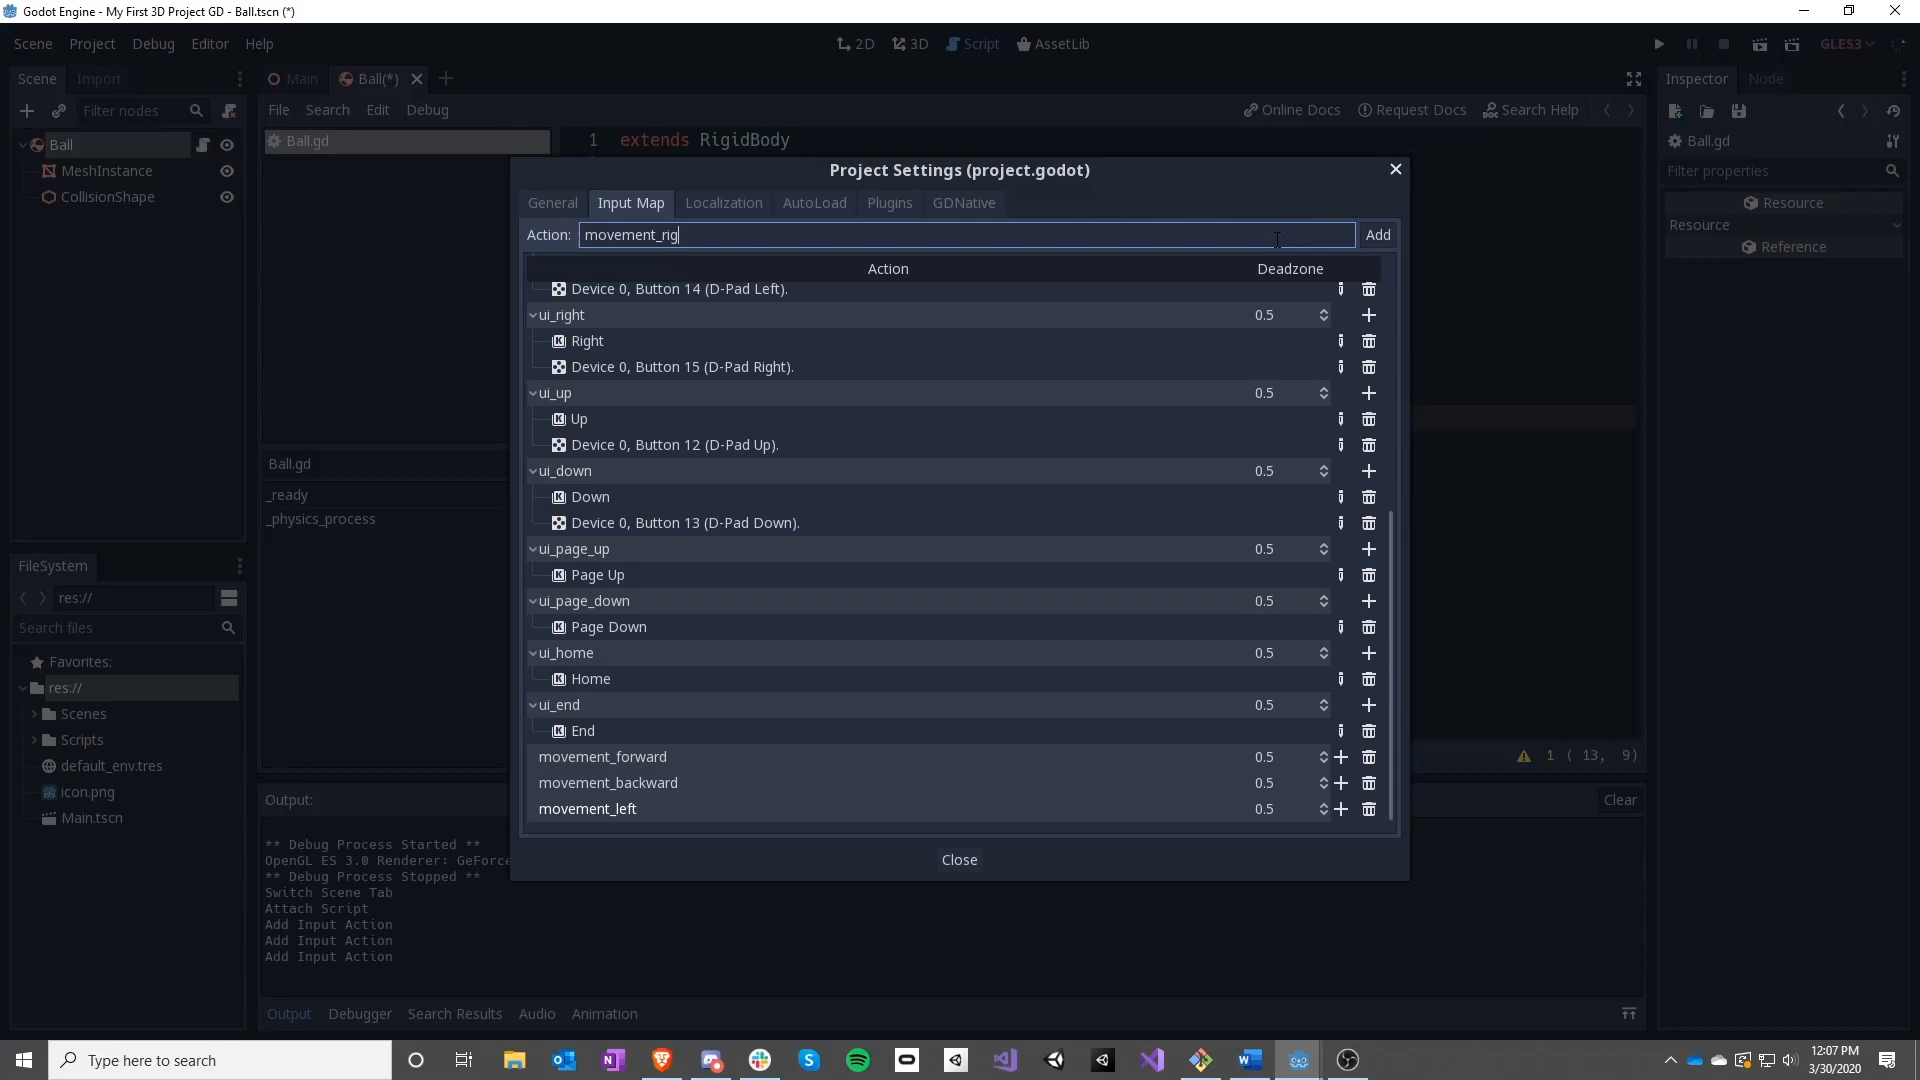 Godot Engine - My First 3D Project GD - Ball.tscn (*)
Scene Project Debug Editor Help
2D 3D Script AssetLib
GLES3
Scene Import
Main Ball(*)
Inspector Node
Filter nodes
File Search Edit Debug
Online Docs Request Docs Search Help
Ball
Ball.gd
1 extends RigidBody
Ball.gd
MeshInstance
CollisionShape
Filter properties
Resource
Resource
Reference
Project Settings (project.godot)
General Input Map Localization AutoLoad Plugins GDNative
Action: movement_rig Add
Action Deadzone
Device 0, Button 14 (D-Pad Left).
ui_right 0.5
Right
Device 0, Button 15 (D-Pad Right).
ui_up 0.5
Up
Device 0, Button 12 (D-Pad Up).
ui_down 0.5
Down
Device 0, Button 13 (D-Pad Down).
ui_page_up 0.5
Page Up
ui_page_down 0.5
Page Down
ui_home 0.5
Home
ui_end 0.5
End
movement_forward 0.5
movement_backward 0.5
movement_left 0.5
Close
Ball.gd
_ready
_physics_process
1 ( 13, 9)
FileSystem
res://
Search files
Favorites:
res://
Scenes
Scripts
default_env.tres
icon.png
Main.tscn
Output:
Clear
** Debug Process Started **
OpenGL ES 3.0 Renderer: GeForce
** Debug Process Stopped **
Switch Scene Tab
Attach Script
Add Input Action
Add Input Action
Add Input Action
Output Debugger Search Results Audio Animation
Type here to search
12:07 PM
3/30/2020